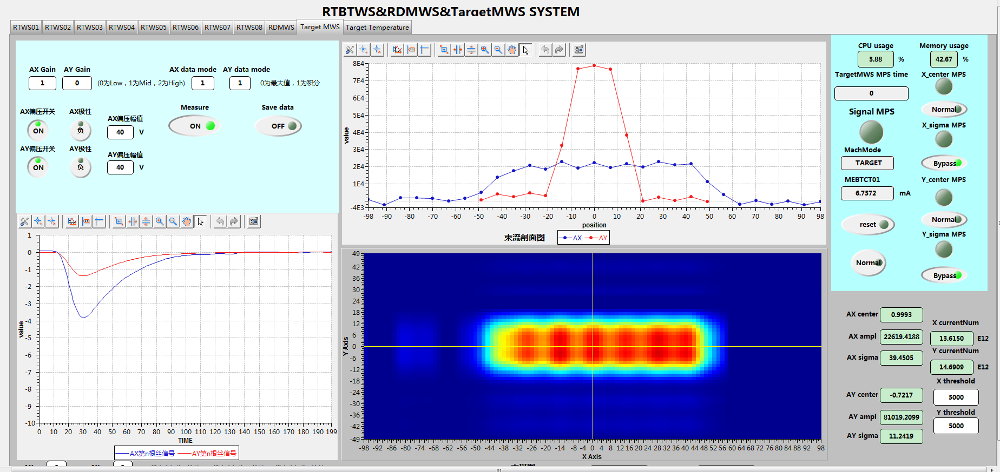 RTBTWS&RDMWS&TargetMWS SYSTEM
RTWS01 RTWS02 RTWS03 RTWS04 RTWS05 RTWS06 RTWS07 RTWS08 RDMWS Target MWS Target Temperature
AX Gain AY Gain AX data mode AY data mode
1 0 (0为Low，1为Mid，2为High) 1 1 0为最大值，1为积分
AX偏压开关 AX极性 AX偏压幅值 Measure Save data
ON 负 40 V ON OFF
AY偏压开关 AY极性 AY偏压幅值
ON 负 40 V
1
0
-1
-2
-3
-4
-5
-6
-7
-8
-9
-10
value
0 10 20 30 40 50 60 70 80 90 100 110 120 130 140 150 160 170 180 190 199
TIME
AX第n根丝信号 AY第n根丝信号
8E4
7E4
6E4
5E4
4E4
3E4
2E4
1E4
-4E3
value
-98 -90 -80 -70 -60 -50 -40 -30 -20 -10 0 10 20 30 40 50 60 70 80 90 98
position
束流剖面图 AX AY
49
42
36
30
24
18
12
6
0
-6
-12
-18
-24
-30
-36
-42
-49
Y Axis
-98 -92 -86 -80 -74 -68 -62 -56 -50 -44 -38 -32 -26 -20 -14 -8 -4 0 4 8 12 16 20 24 28 32 36 40 44 48 52 56 60 64 68 72 76 80 84 88 92 98
X Axis
CPU usage Memory usage
5.88 % 42.67 %
TargetMWS MPS time X_center MPS
0
Normal
Signal MPS
X_sigma MPS
MachMode
TARGET Bypass
MEBTCT01 Y_center MPS
6.7572 mA
reset Normal
Y_sigma MPS
Normal
Bypass
AX center 0.9993
X currentNum
AX ampl 22619.4188 13.6150 E12
Y currentNum
AX sigma 39.4505
14.6909 E12
X threshold
AY center -0.7217 5000
Y threshold
AY ampl 81019.2099
5000
AY sigma 11.2419